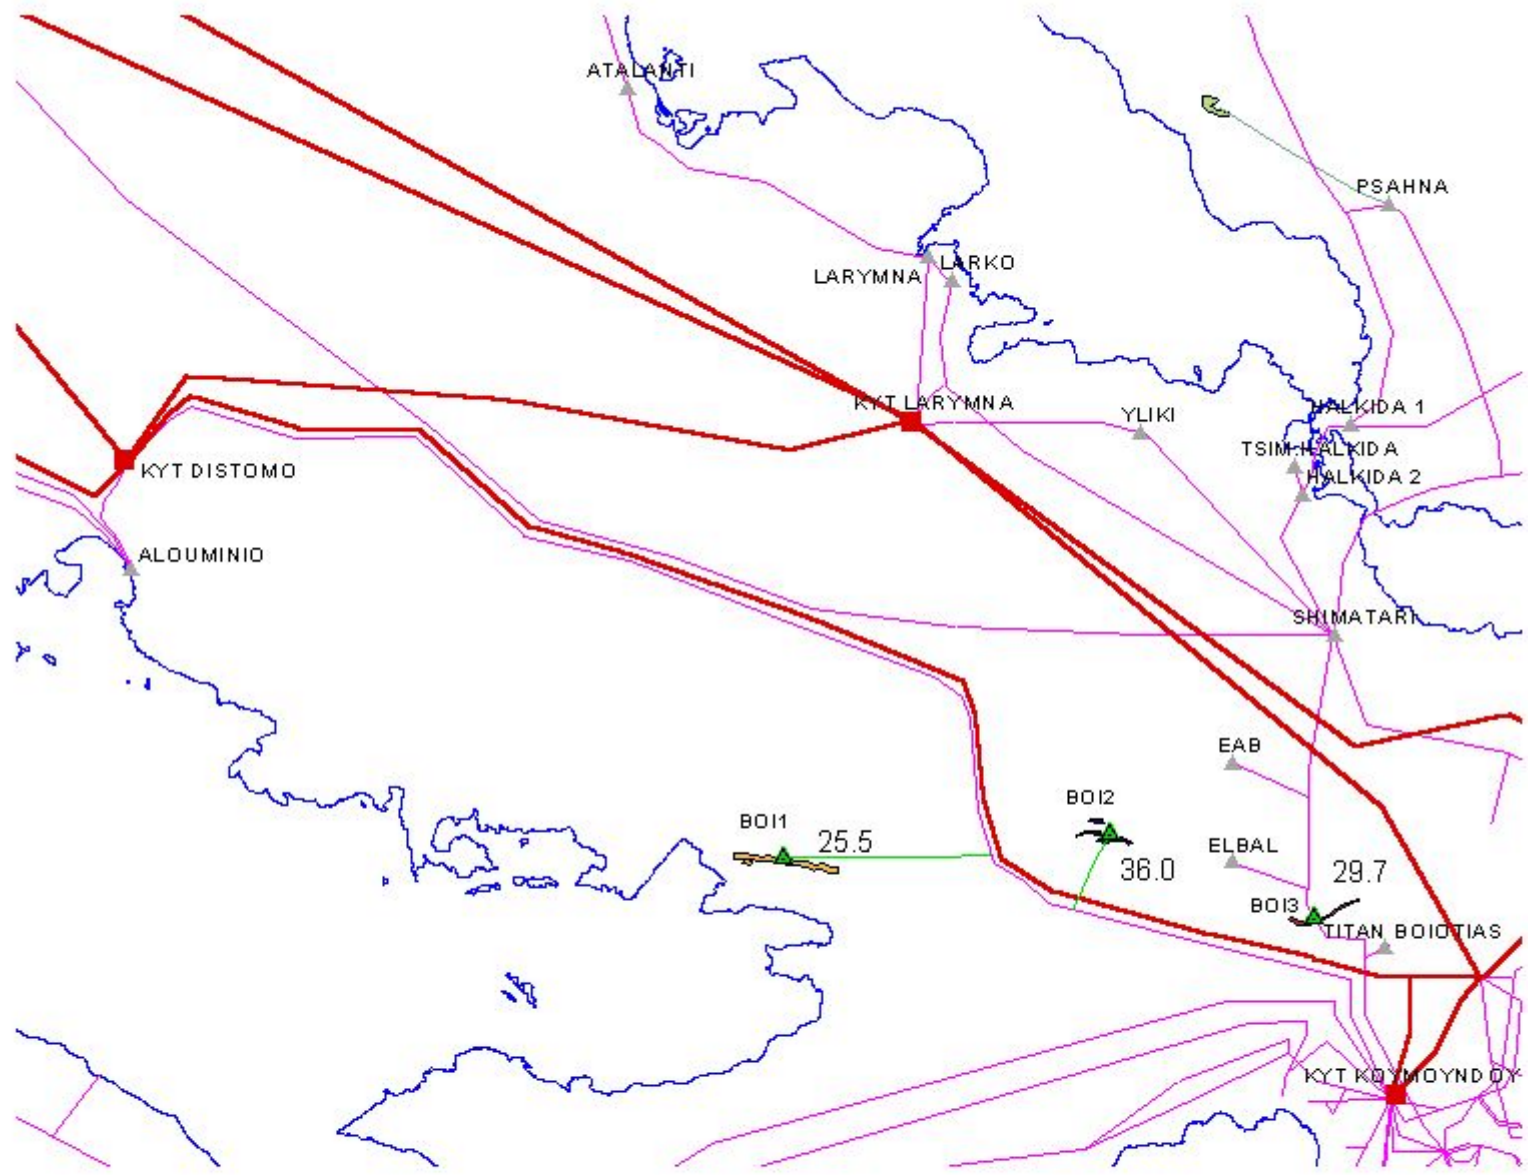 ATALANTI
PSAHNA
LARKO
LARYMNA
KYT LARYMNA
YLIKI
HALKIDA 1
TSIM.HALKIDA
HALKIDA 2
KYT DISTOMO
ALOUMINIO
SHIMATARI
EAB
BOI2
BOI1
25.5
ELBAL
36.0
29.7
BOI3
TITAN BOIOTIAS
KYT KOYMOYNDOY